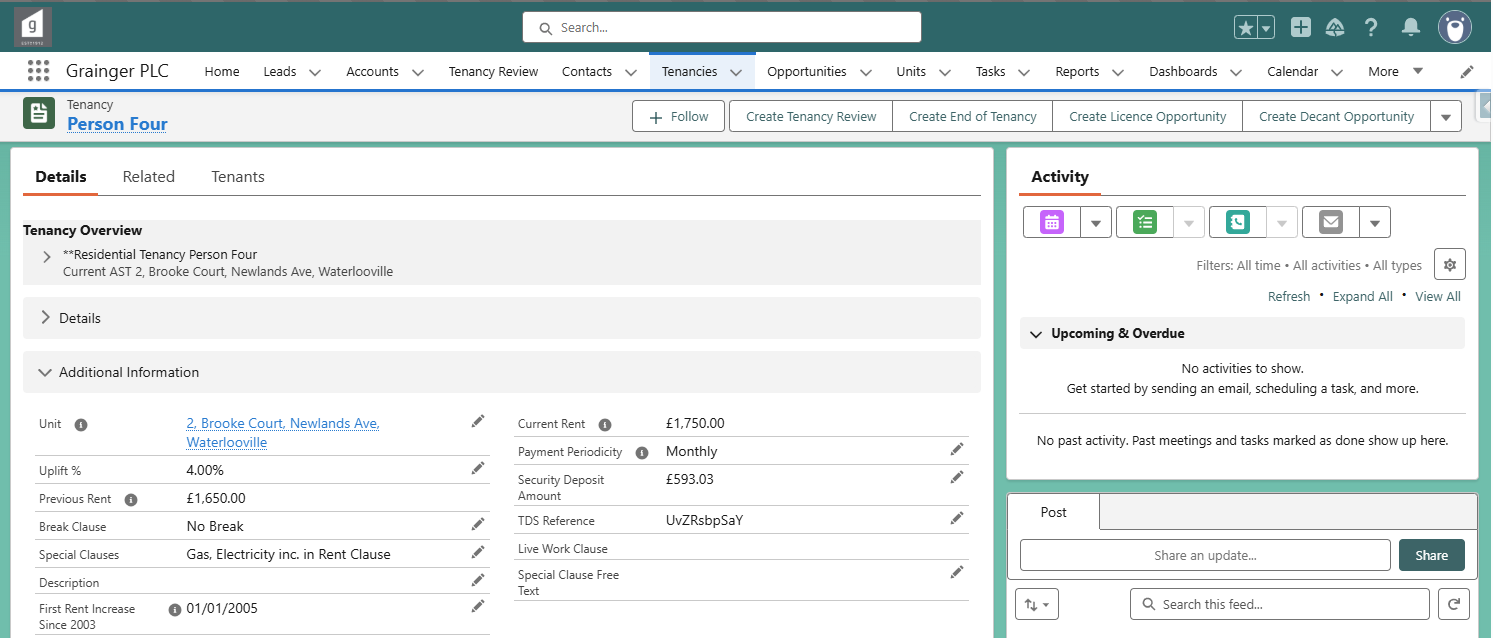 g
Search...
Grainger PLC
Home
Leads
Accounts
Tenancy Review
Contacts
Tenancies
Opportunities
Units
Tasks
Reports
Dashboards
Calendar
More
Tenancy
Person Four
Follow
Create Tenancy Review
Create End of Tenancy
Create Licence Opportunity
Create Decant Opportunity
Details
Related
Tenants
Tenancy Overview
**Residential Tenancy Person Four
Current AST 2, Brooke Court, Newlands Ave, Waterlooville
Details
Additional Information
Unit
2, Brooke Court, Newlands Ave,
Waterlooville
Uplift %
4.00%
Previous Rent
£1,650.00
Break Clause
No Break
Special Clauses
Gas, Electricity inc. in Rent Clause
Description
First Rent Increase
Since 2003
01/01/2005
Current Rent
£1,750.00
Payment Periodicity
Monthly
Security Deposit
Amount
£593.03
TDS Reference
UvZRsbpSaY
Live Work Clause
Special Clause Free
Text
Activity
Filters: All time • All activities • All types
Refresh • Expand All • View All
Upcoming & Overdue
No activities to show.
Get started by sending an email, scheduling a task, and more.
No past activity. Past meetings and tasks marked as done show up here.
Post
Share an update...
Share
Search this feed...